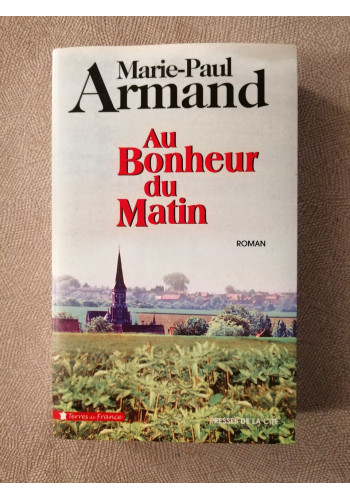 Marie-Paul
Armand
Au
Bonheur
du
Matin
ROMAN
Terres de France
PRESSES DE LA CITÉ